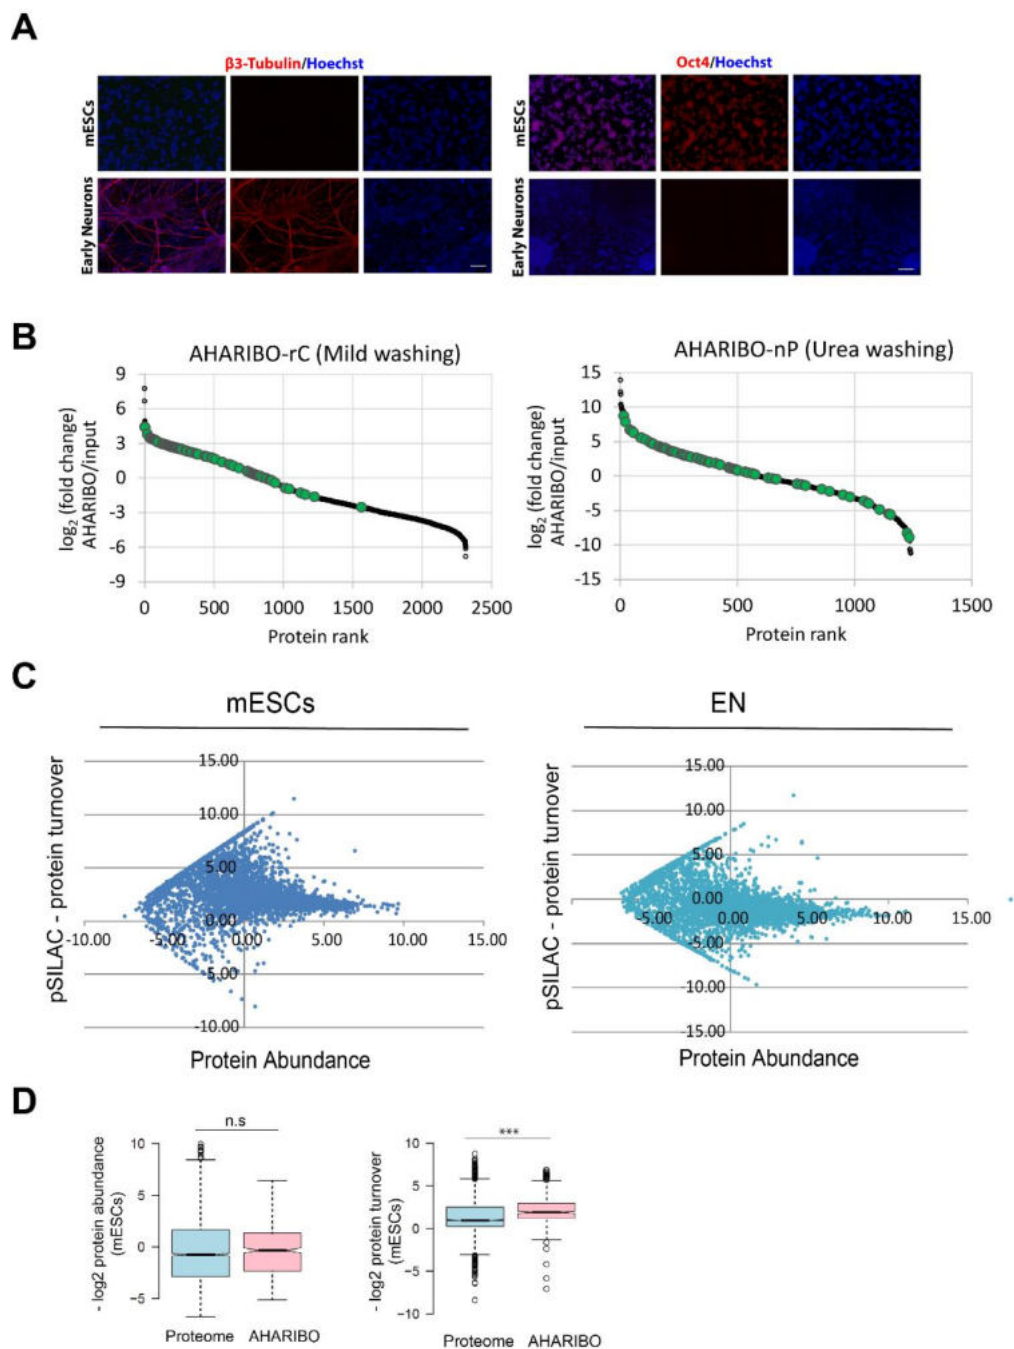 A
β3-Tubulin/Hoechst
Oct4/Hoechst
mESCs
Early Neurons
mESCs
Early Neurons
B
AHARIBO-rC (Mild washing)
log2 (fold change)
AHARIBO/input
9
6
3
0
-3
-6
-9
0
500
1000
1500
2000
2500
Protein rank
AHARIBO-nP (Urea washing)
log2 (fold change)
AHARIBO/input
15
10
5
0
-5
-10
-15
0
500
1000
1500
Protein rank
C
mESCs
pSILAC - protein turnover
15.00
10.00
5.00
0.00
-10.00
-5.00
0.00
5.00
10.00
15.00
-5.00
-10.00
Protein Abundance
EN
pSILAC - protein turnover
15.00
10.00
5.00
0.00
-5.00
0.00
5.00
10.00
15.00
-5.00
-10.00
-15.00
Protein Abundance
D
n.s
- log2 protein abundance
(mESCs)
10
5
0
−5
Proteome
AHARIBO
***
- log2 protein turnover
(mESCs)
10
5
0
−5
−10
Proteome
AHARIBO